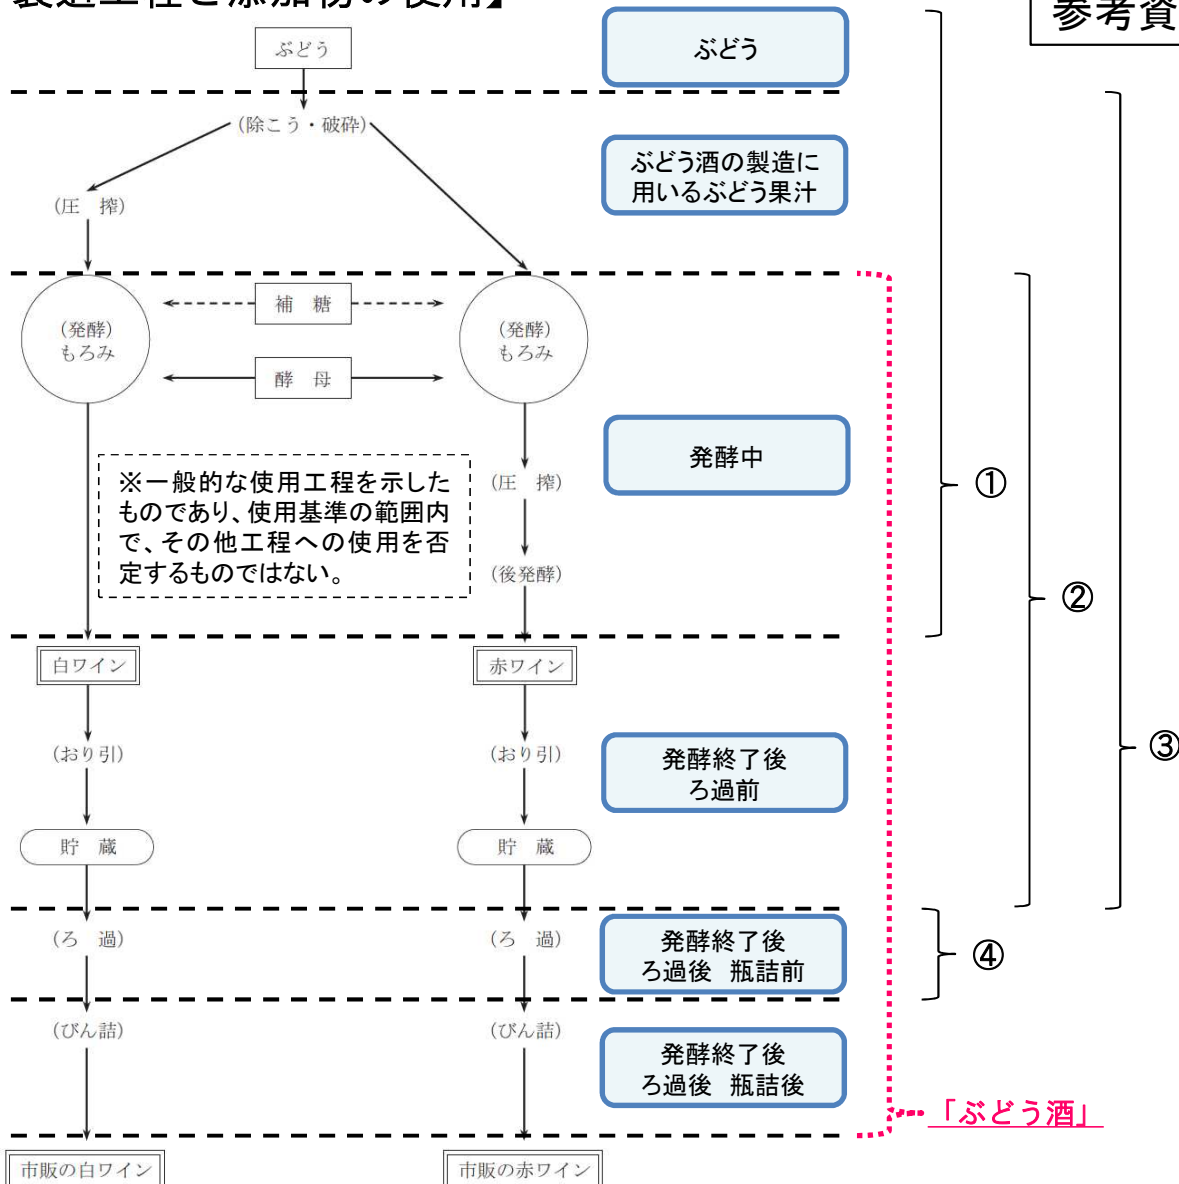 製造工程と添加物の使用】
参考資
ぶどう
ぶどう
(除こう・破砕)
ぶどう酒の製造に
用いるぶどう果汁
(圧　搾)
補　糖
(発酵)
もろみ
(発酵)
もろみ
酵　母
発酵中
※一般的な使用工程を示した
ものであり、使用基準の範囲内
で、その他工程への使用を否
定するものではない。
(圧　搾)
(後発酵)
①
②
白ワイン
赤ワイン
(おり引)
(おり引)
発酵終了後
ろ過前
③
貯　蔵
貯　蔵
(ろ　過)
(ろ　過)
発酵終了後
ろ過後　瓶詰前
④
(びん詰)
(びん詰)
発酵終了後
ろ過後　瓶詰後
「ぶどう酒」
市販の白ワイン
市販の赤ワイン